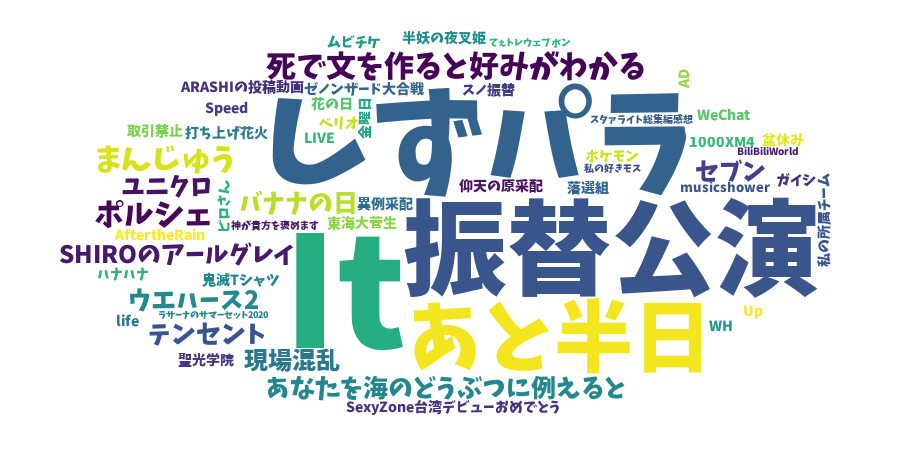 ムビチケ
半妖の夜叉姫
てぇトレウェブポン
死で文を作ると好みがわかる
AD
ARASHIの投稿動画
ゼノンザード大合戦
スノ振替
Speed
花の日
金曜日
しずパラ
スタァライト総集編感想
WeChat
ベリオ
取引禁止
打ち上げ花火
LIVE
1000XM4
盆休み
BiliBiliWorld
まんじゅう
ポケモン
私の好きモス
セブン
ユニクロ
ヒロさん
仰天の原采配
落選組
musicshower
ガイシ
私の所属チーム
ポルシェ
バナナの日
異例采配
振替公演
神が貴方を褒めます
東海大菅生
AftertheRain
SHIROのアールグレイ
It
ハナハナ
鬼滅Tシャツ
ウエハース2
あと半日
ラサーナのサマーセット2020
life
Up
WH
テンセント
聖光学院
現場混乱
あなたを海のどうぶつに例えると
SexyZone台湾デビューおめでとう